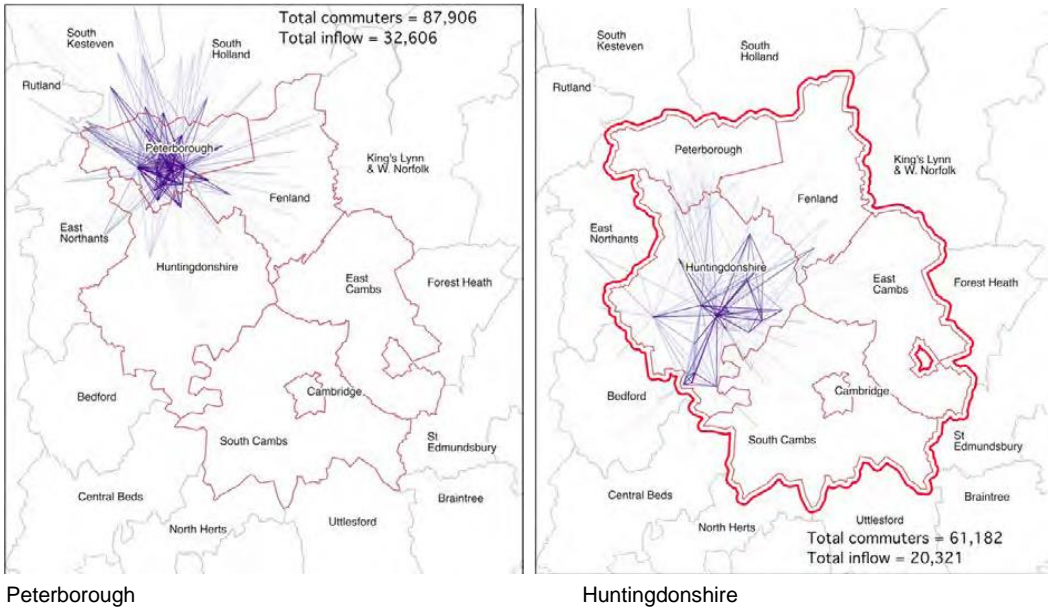 Total commuters = 87,906
Total inflow = 32,606
South
Kesteven
South
Holland
Rutland
Peterborough
King's Lynn
& W. Norfolk
Fenland
East
Northants
Huntingdonshire
East
Cambs
Forest Heath
Bedford
Cambridge
South Cambs
St
Edmundsbury
Central Beds
Braintree
North Herts
Uttlesford
South
Kesteven
South
Holland
Rutland
Peterborough
King's Lynn
& W. Norfolk
Fenland
East
Northants
Huntingdonshire
East
Cambs
Forest Heath
Bedford
Cambridge
South Cambs
St
Edmundsbury
Central Beds
Braintree
North Herts
Uttlesford
Total commuters = 61,182
Total inflow = 20,321
Peterborough
Huntingdonshire